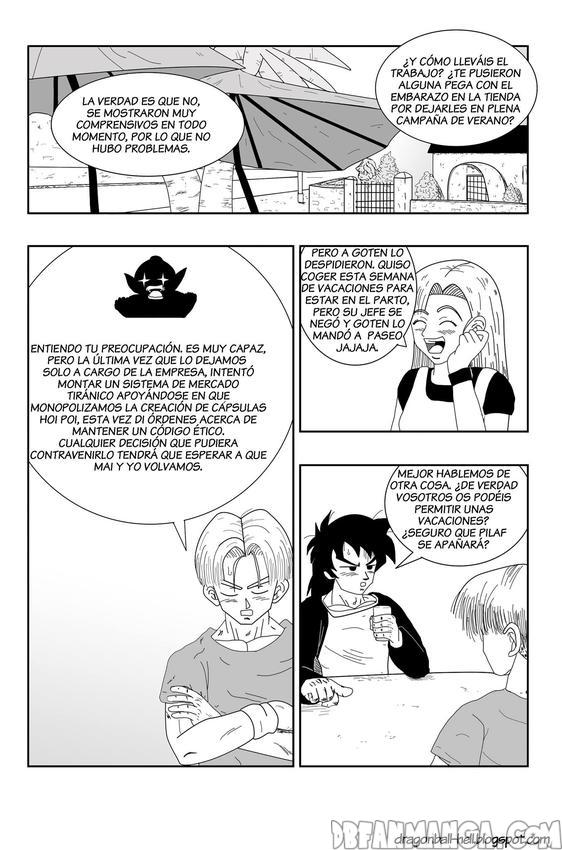 ¿Y CÓMO LLEVÁIS EL
TRABAJO? ¿TE PUSIERON
ALGUNA PEGA CON EL
EMBARAZO EN LA TIENDA
POR DEJARLES EN PLENA
CAMPAÑA DE VERANO?
LA VERDAD ES QUE NO,
SE MOSTRARON MUY
COMPRENSIVOS EN TODO
MOMENTO, POR LO QUE NO
HUBO PROBLEMAS.
PERO A GOTEN LO
DESPIDIERON. QUISO
COGER ESTA SEMANA
DE VACACIONES PARA
ESTAR EN EL PARTO,
PERO SU JEFE SE
NEGÓ Y GOTEN LO
MANDÓ A PASEO
JAJAJA.
MEJOR HABLEMOS DE
OTRA COSA. ¿DE VERDAD
VOSOTROS OS PODÉIS
PERMITIR UNAS
VACACIONES?
¿SEGURO QUE PILAF
SE APAÑARÁ?
ENTIENDO TU PREOCUPACIÓN. ES MUY CAPAZ,
PERO LA ÚLTIMA VEZ QUE LO DEJAMOS
SOLO A CARGO DE LA EMPRESA, INTENTÓ
MONTAR UN SISTEMA DE MERCADO
TIRÁNICO APOYÁNDOSE EN QUE
MONOPOLIZAMOS LA CREACIÓN DE CÁPSULAS
HOI POI, ESTA VEZ DI ÓRDENES ACERCA DE
MANTENER UN CÓDIGO ÉTICO.
CUALQUIER DECISIÓN QUE PUDIERA
CONTRAVENIRLO TENDRÁ QUE ESPERAR A QUE
MAI Y YO VOLVAMOS.
DBFANMANGA.COM
dragonball-hell.blogspot.com